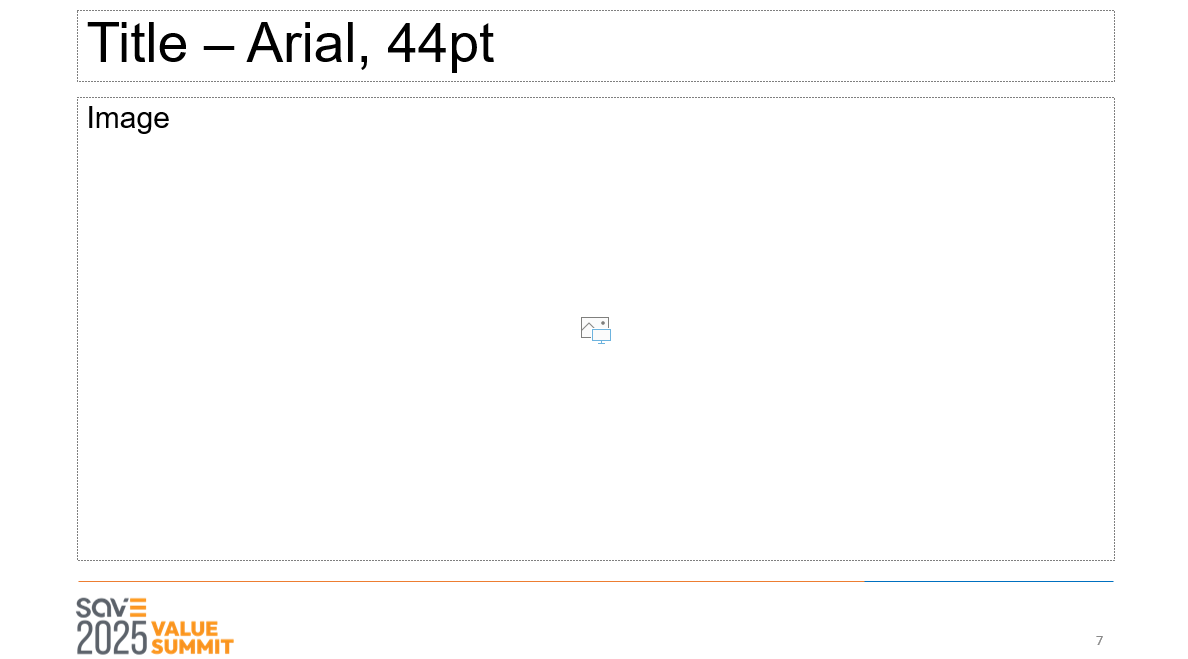 Title – Arial, 44pt
Image
SAVE
2025 VALUE
SUMMIT
7